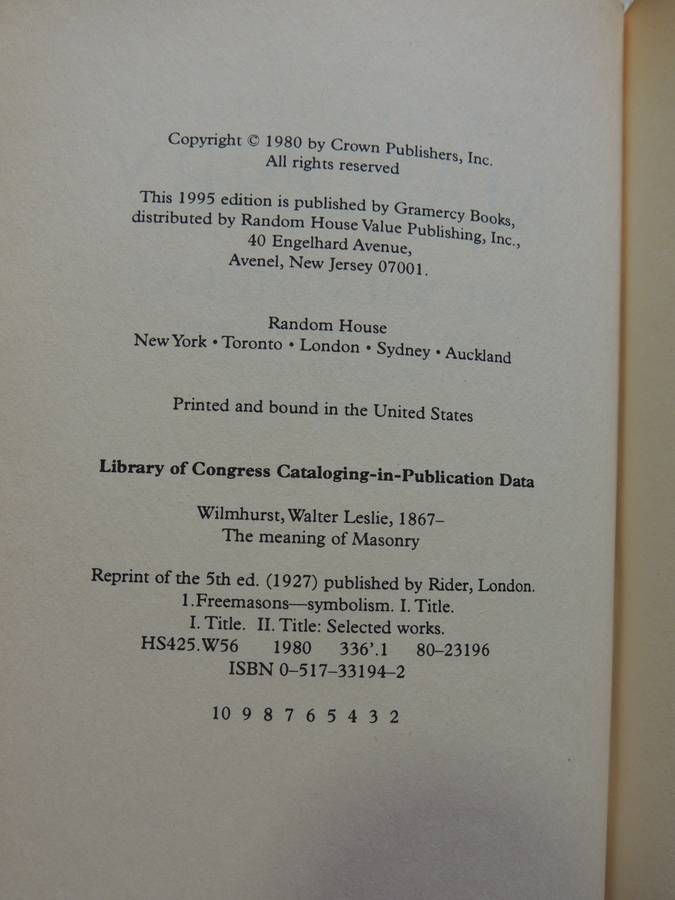 Copyright © 1980 by Crown Publishers, Inc.
All rights reserved
This 1995 edition is published by Gramercy Books,
distributed by Random House Value Publishing, Inc.,
40 Engelhard Avenue,
Avenel, New Jersey 07001.
Random House
New York • Toronto • London • Sydney • Auckland
Printed and bound in the United States
Library of Congress Cataloging-in-Publication Data
Wilmhurst, Walter Leslie, 1867–
The meaning of Masonry
Reprint of the 5th ed. (1927) published by Rider, London.
1.Freemasons—symbolism. I. Title.
I. Title. II. Title: Selected works.
HS425.W56 1980 336'.1 80–23196
ISBN 0–517–33194–2
10 9 8 7 6 5 4 3 2